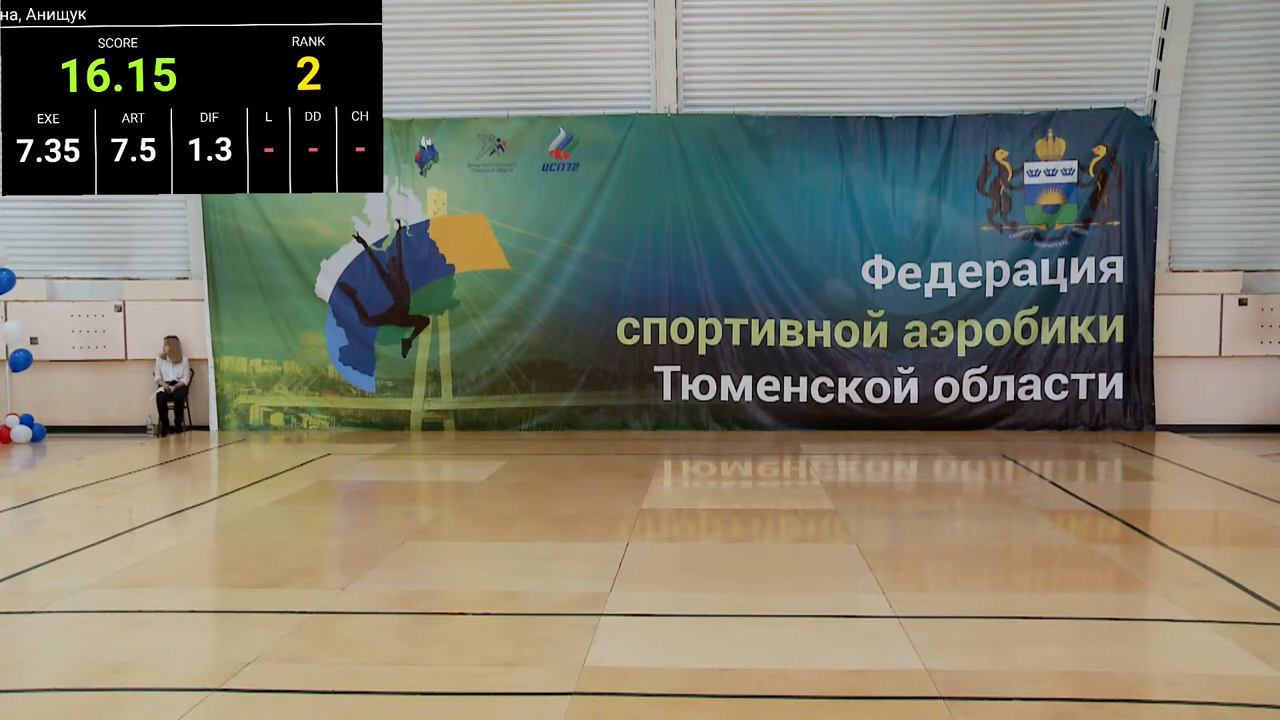 на, Анищук
SCORE RANK
16.15 2
EXE ART DIF L DD CH
7.35 7.5 1.3 - - -
ЦСП72
Федерация
спортивной аэробики
Тюменской области